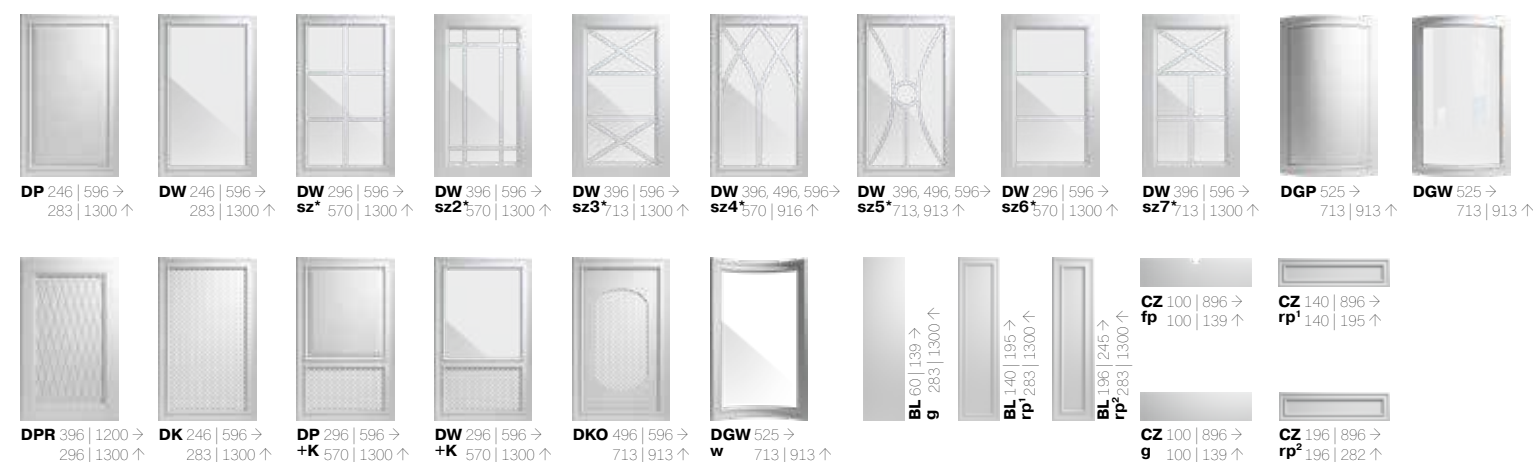 DP 246 | 596 →
283 | 1300 ↑
DW 246 | 596 →
283 | 1300 ↑
DW 296 | 596 →
sz* 570 | 1300 ↑
DW 396 | 596 →
sz2* 570 | 1300 ↑
DW 396 | 596 →
sz3* 713 | 1300 ↑
DW 396, 496, 596 →
sz4* 570 | 916 ↑
DW 396, 496, 596 →
sz5* 713, 913 ↑
DW 296 | 596 →
sz6* 570 | 1300 ↑
DW 396 | 596 →
sz7* 713 | 1300 ↑
DGP 525 →
713 | 913 ↑
DGW 525 →
713 | 913 ↑
DPR 396 | 1200 →
296 | 1300 ↑
DK 246 | 596 →
283 | 1300 ↑
DP 296 | 596 →
+K 570 | 1300 ↑
DW 296 | 596 →
+K 570 | 1300 ↑
DKO 496 | 596 →
713 | 913 ↑
DGW 525 →
w 713 | 913 ↑
BL 60 | 139 →
g 283 | 1300 ↑
BL 140 | 195 →
rp¹ 283 | 1300 ↑
BL 196 | 245 →
rp² 283 | 1300 ↑
CZ 100 | 896 →
fp 100 | 139 ↑
CZ 140 | 896 →
rp¹ 140 | 195 ↑
CZ 100 | 896 →
g 100 | 139 ↑
CZ 196 | 896 →
rp² 196 | 282 ↑